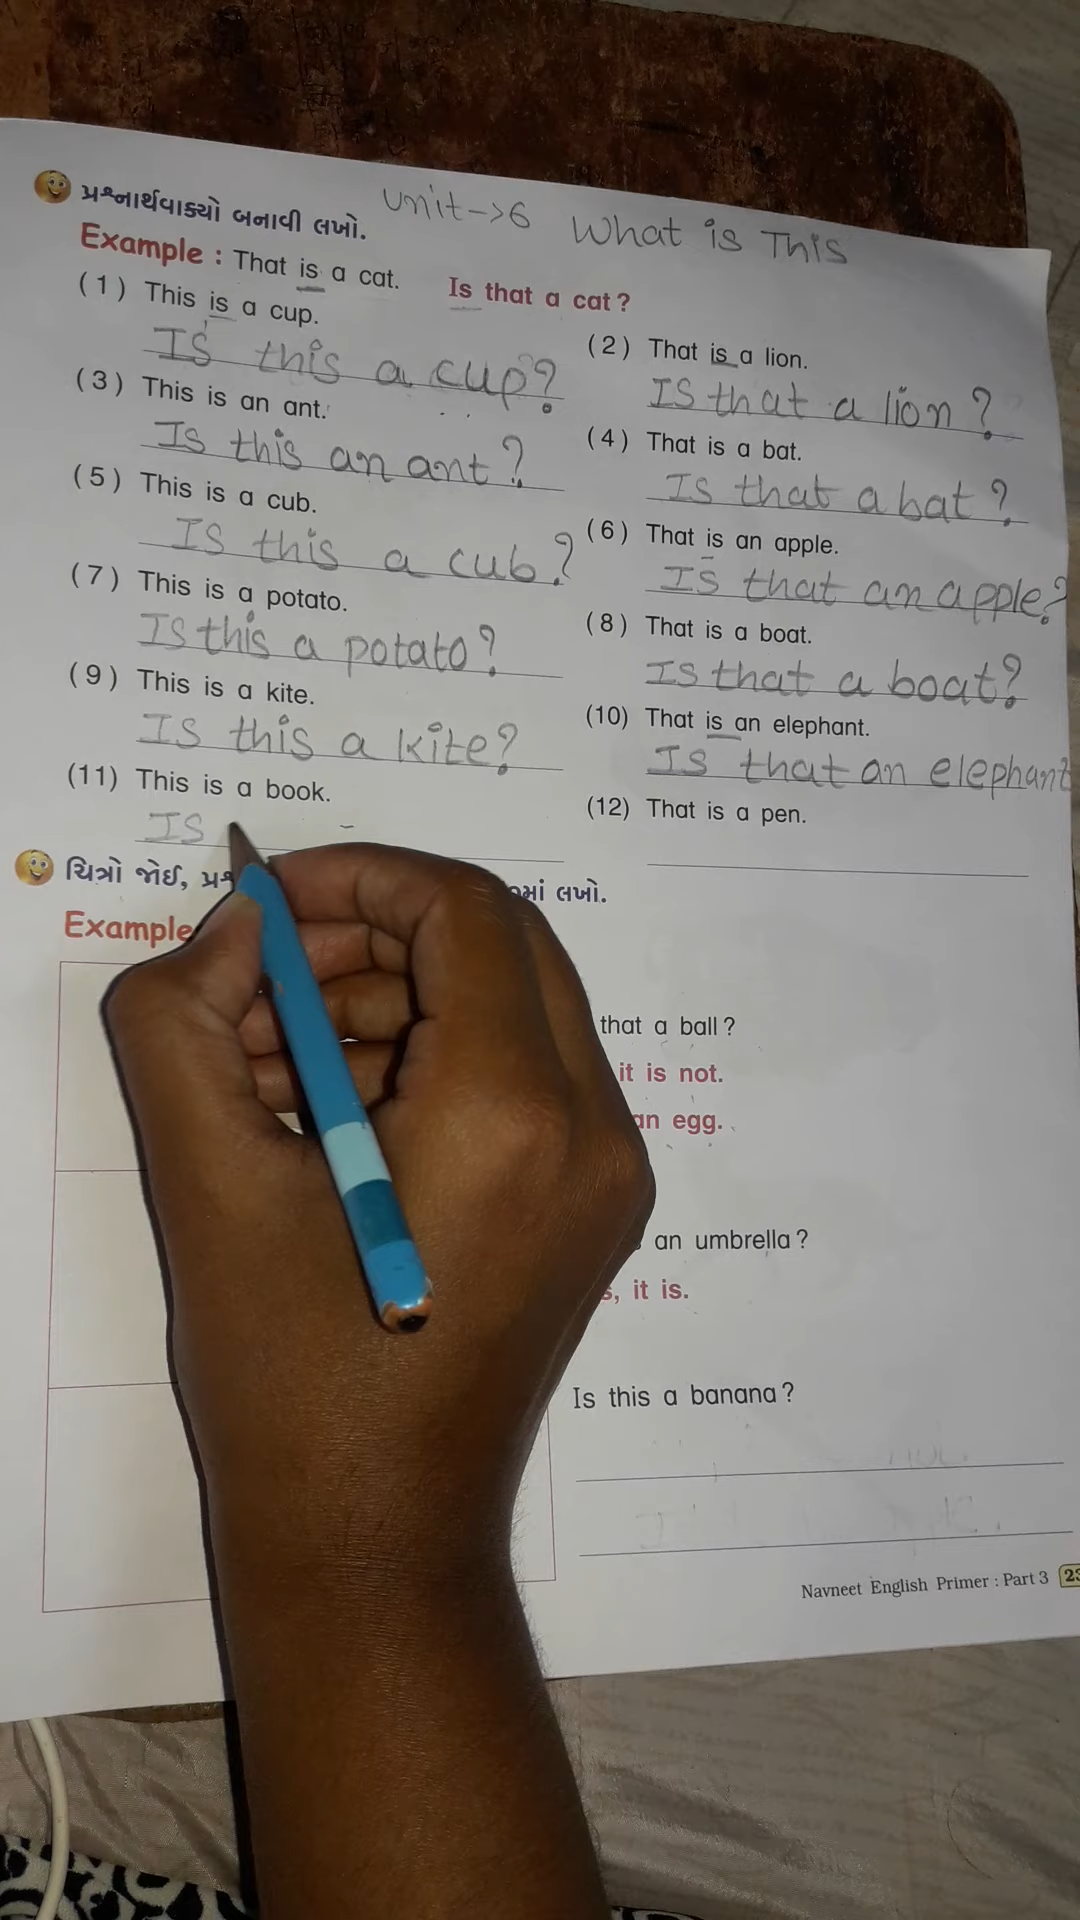 પ્રશ્નાર્થવાક્યો બનાવી લખો.
Unit->6 What is This
Example : That is a cat. Is that a cat?
(1) This is a cup.
Is this a cup?
(2) That is a lion.
Is that a lion?
(3) This is an ant.
Is this an ant?
(4) That is a bat.
Is that a bat?
(5) This is a cub.
Is this a cub?
(6) That is an apple.
Is that an apple?
(7) This is a potato.
Is this a potato?
(8) That is a boat.
Is that a boat?
(9) This is a kite.
Is this a kite?
(10) That is an elephant.
Is that an elephant
(11) This is a book.
Is
(12) That is a pen.
ચિત્રો જોઈ, લખો.
Example
that a ball?
it is not.
an egg.
an umbrella?
it is.
Is this a banana?
Navneet English Primer : Part 3 23